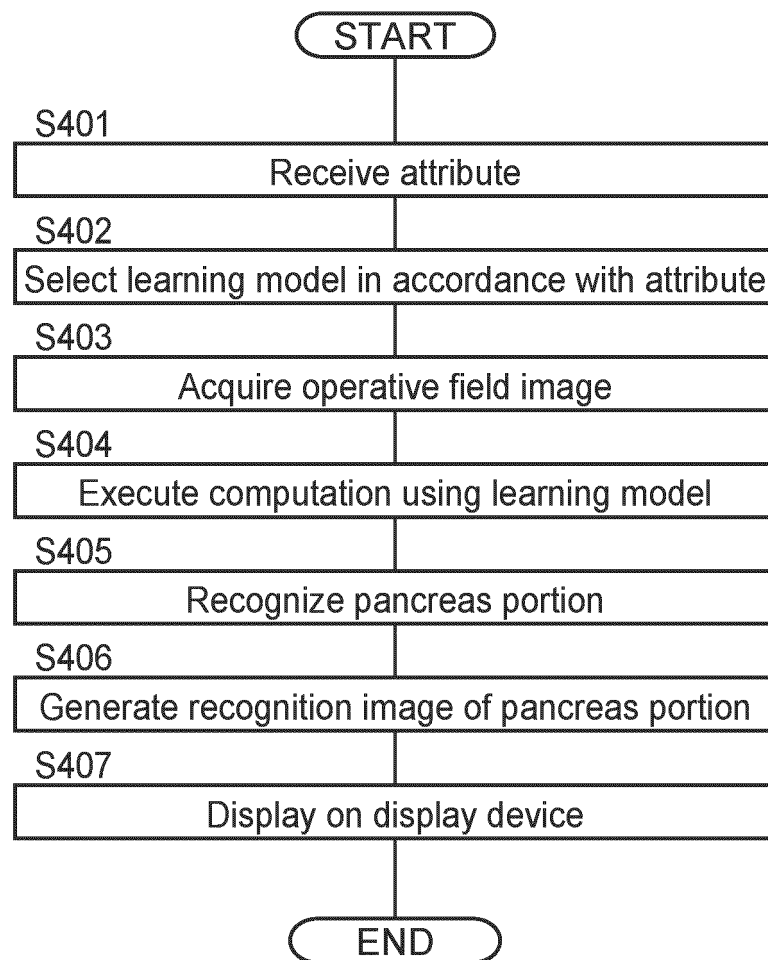 START
S401
Receive attribute
S402
Select learning model in accordance with attribute
S403
Acquire operative field image
S404
Execute computation using learning model
S405
Recognize pancreas portion
S406
Generate recognition image of pancreas portion
S407
Display on display device
END